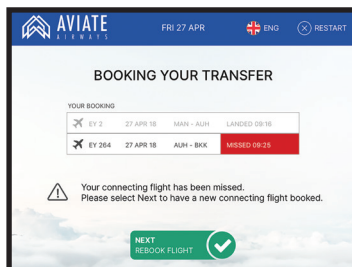 AVIATE
AIRWAYS
FRI 27 APR
ENG
RESTART
BOOKING YOUR TRANSFER
YOUR BOOKING
EY 2 27 APR 18 MAN - AUH LANDED 09:16
EY 264 27 APR 18 AUH - BKK MISSED 09:25
Your connecting flight has been missed.
Please select Next to have a new connecting flight booked.
NEXT
REBOOK FLIGHT